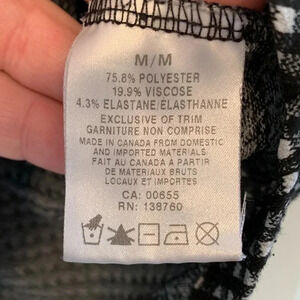 M/M
75.8% POLYESTER
19.9% VISCOSE
4.3% ELASTANE/ELASTHANNE
EXCLUSIVE OF TRIM
GARNITURE NON COMPRISE
MADE IN CANADA FROM DOMESTIC
AND IMPORTED MATERIALS
FAIT AU CANADA A PARTIR
DE MATERIAUX BRUTS
LOCAUX ET IMPORTES
CA: 00655
RN: 138760